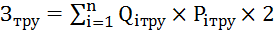 Зтру = ∑ⁿᵢ₌₁ Qiтру × Piтру × 2